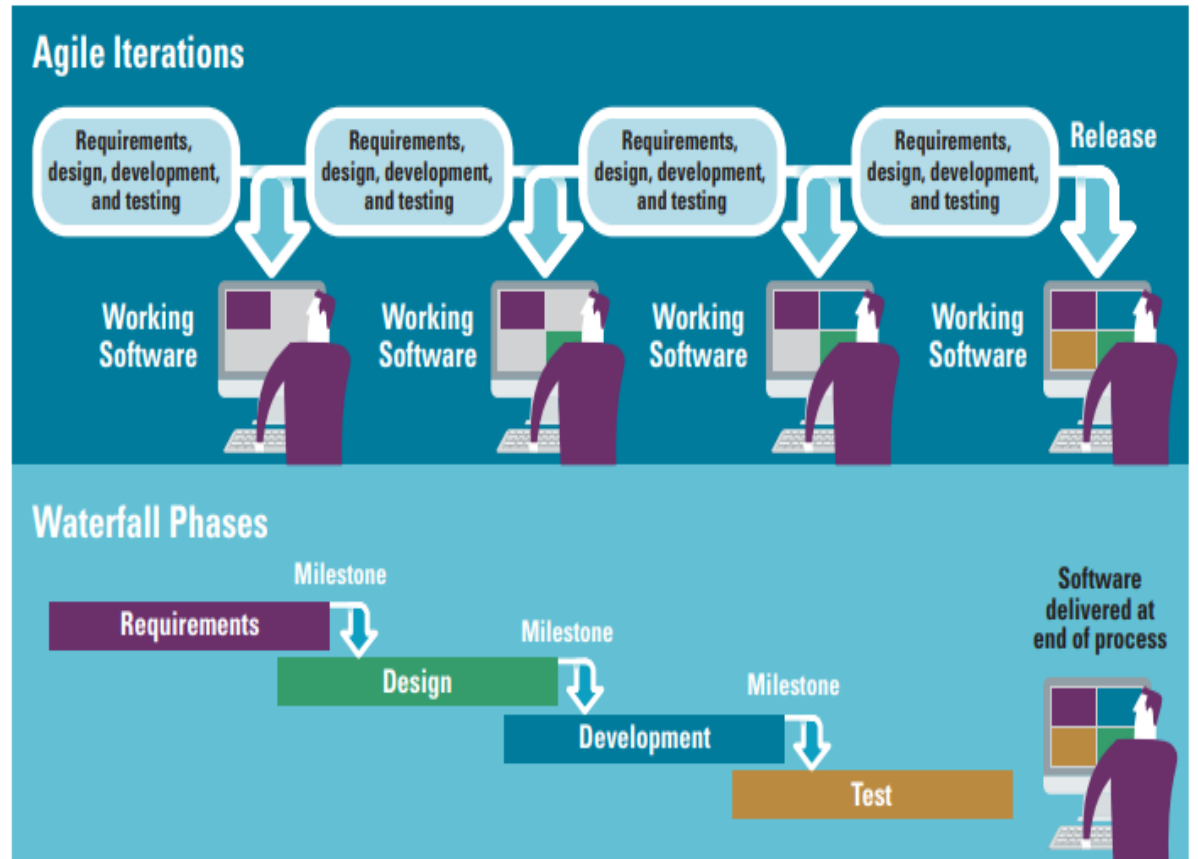 Agile Iterations
Requirements,
design, development,
and testing
Requirements,
design, development,
and testing
Requirements,
design, development,
and testing
Requirements,
design, development,
and testing
Release
Working
Software
Working
Software
Working
Software
Working
Software
Waterfall Phases
Milestone
Requirements
Milestone
Design
Milestone
Development
Test
Software
delivered at
end of process